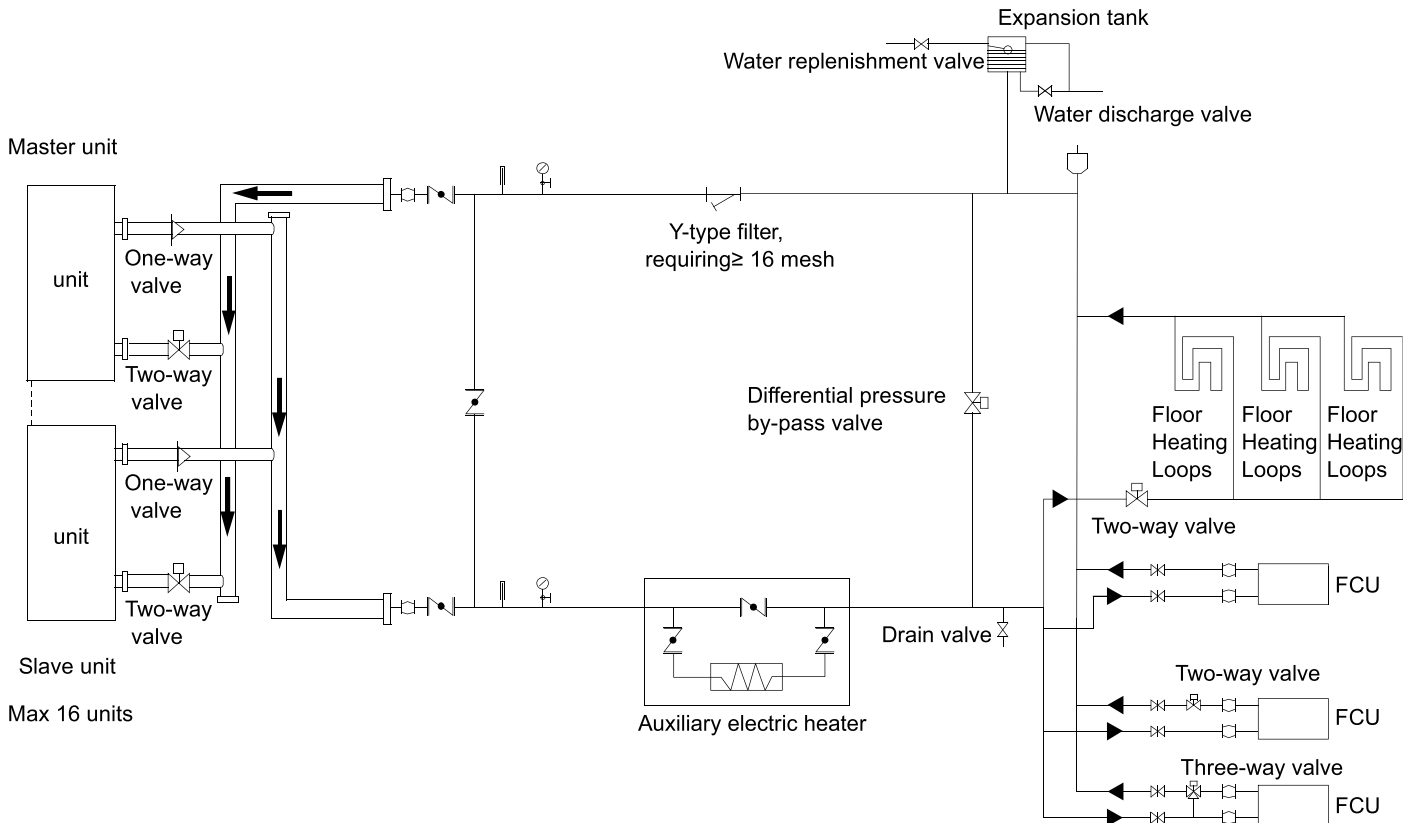 Expansion tank
Water replenishment valve
Water discharge valve
Master unit
unit
One-way
valve
Two-way
valve
Y-type filter,
requiring≥ 16 mesh
Differential pressure
by-pass valve
Floor
Heating
Loops
Floor
Heating
Loops
Floor
Heating
Loops
unit
One-way
valve
Two-way
valve
Two-way valve
FCU
Drain valve
Slave unit
Max 16 units
Auxiliary electric heater
Two-way valve
FCU
Three-way valve
FCU